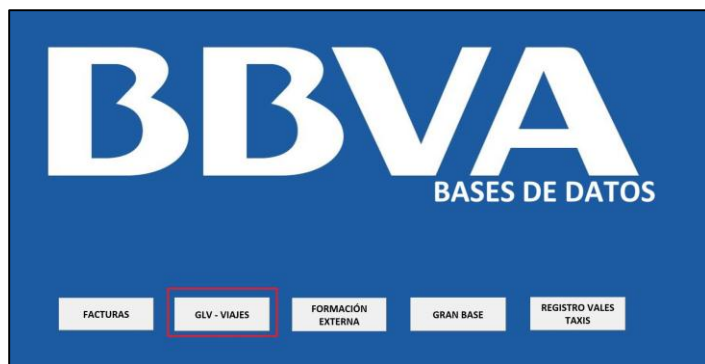 BBVA
BASES DE DATOS
FACTURAS
GLV - VIAJES
FORMACIÓN
EXTERNA
GRAN BASE
REGISTRO VALES
TAXIS